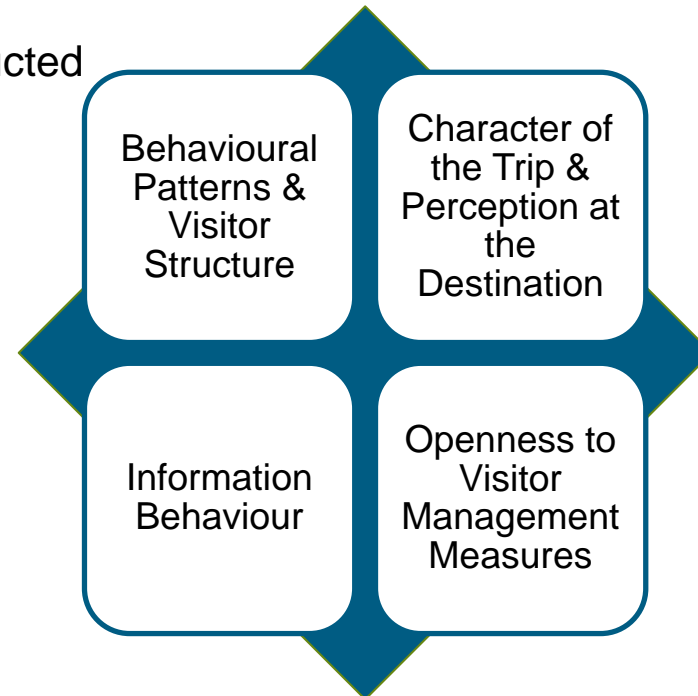 ucted
Behavioural
Patterns &
Visitor
Structure
Character of
the Trip &
Perception at
the
Destination
Information
Behaviour
Openness to
Visitor
Management
Measures